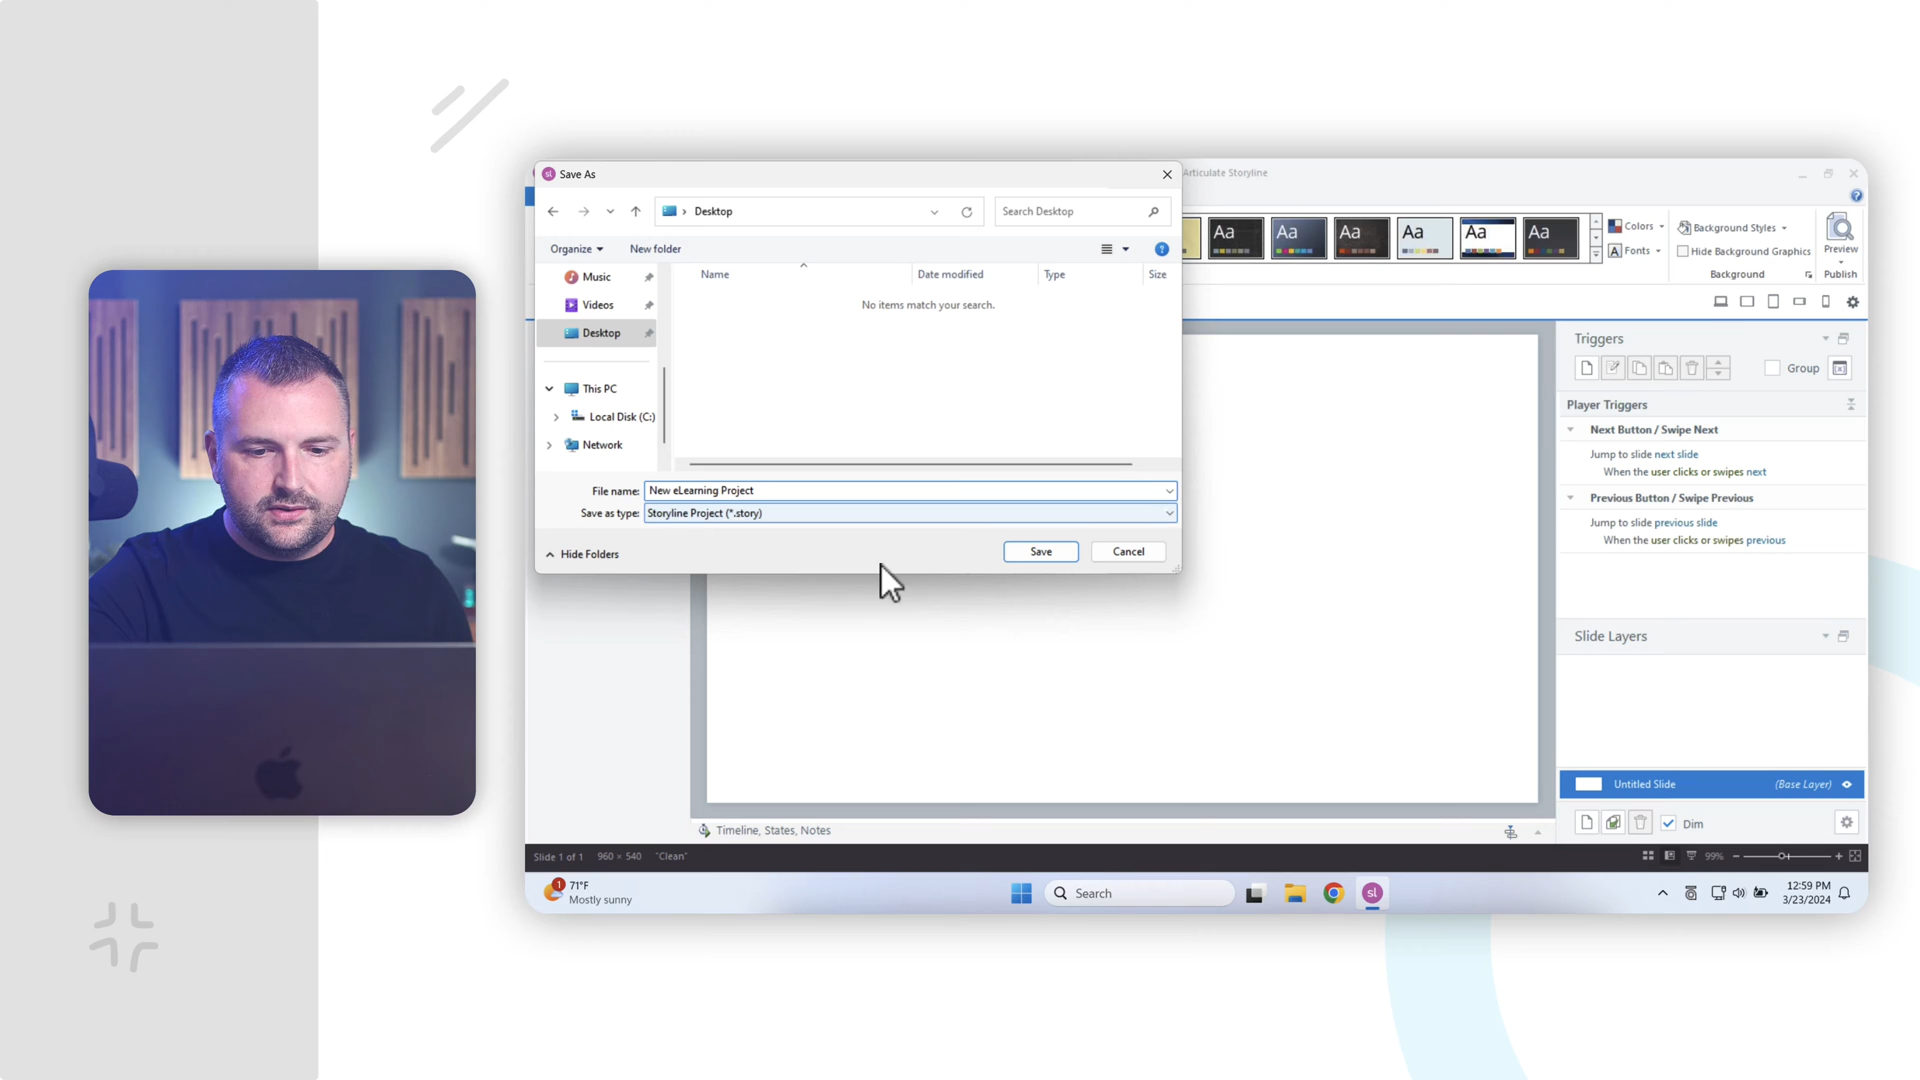 sl Save As
Articulate Storyline
Desktop
Search Desktop
Organize
New folder
Music
Videos
Desktop
This PC
Local Disk (C:)
Network
Name
Date modified
Type
Size
No items match your search.
File name: New eLearning Project
Save as type: Storyline Project (*.story)
Hide Folders
Save
Cancel
Aa Aa Aa Aa Aa Aa
Colors
Fonts
Background Styles
Hide Background Graphics
Background
Preview
Publish
Triggers
Group
Player Triggers
Next Button / Swipe Next
Jump to slide next slide
When the user clicks or swipes next
Previous Button / Swipe Previous
Jump to slide previous slide
When the user clicks or swipes previous
Slide Layers
Untitled Slide (Base Layer)
Dim
Timeline, States, Notes
Slide 1 of 1 960 × 540 "Clean"
99%
1 71°F
Mostly sunny
Search
sl
12:59 PM
3/23/2024